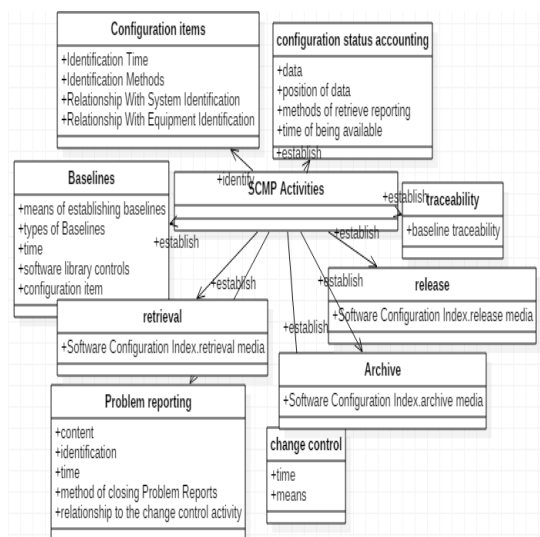 Configuration items
+Identification Time
+Identification Methods
+Relationship With System Identification
+Relationship With Equipment Identification
configuration status accounting
+data
+position of data
+methods of retrieve reporting
+time of being available
+establish
+identify
SCMP Activities
+establish
Baselines
+means of establishing baselines
+types of Baselines
+time
+software library controls
+configuration item
+establish
traceability
+baseline traceability
+establish
+establish
+establish
+establish
release
+Software Configuration Index.release media
retrieval
+Software Configuration Index.retrieval media
Archive
+Software Configuration Index.archive media
Problem reporting
+content
+identification
+time
+method of closing Problem Reports
+relationship to the change control activity
change control
+time
+means